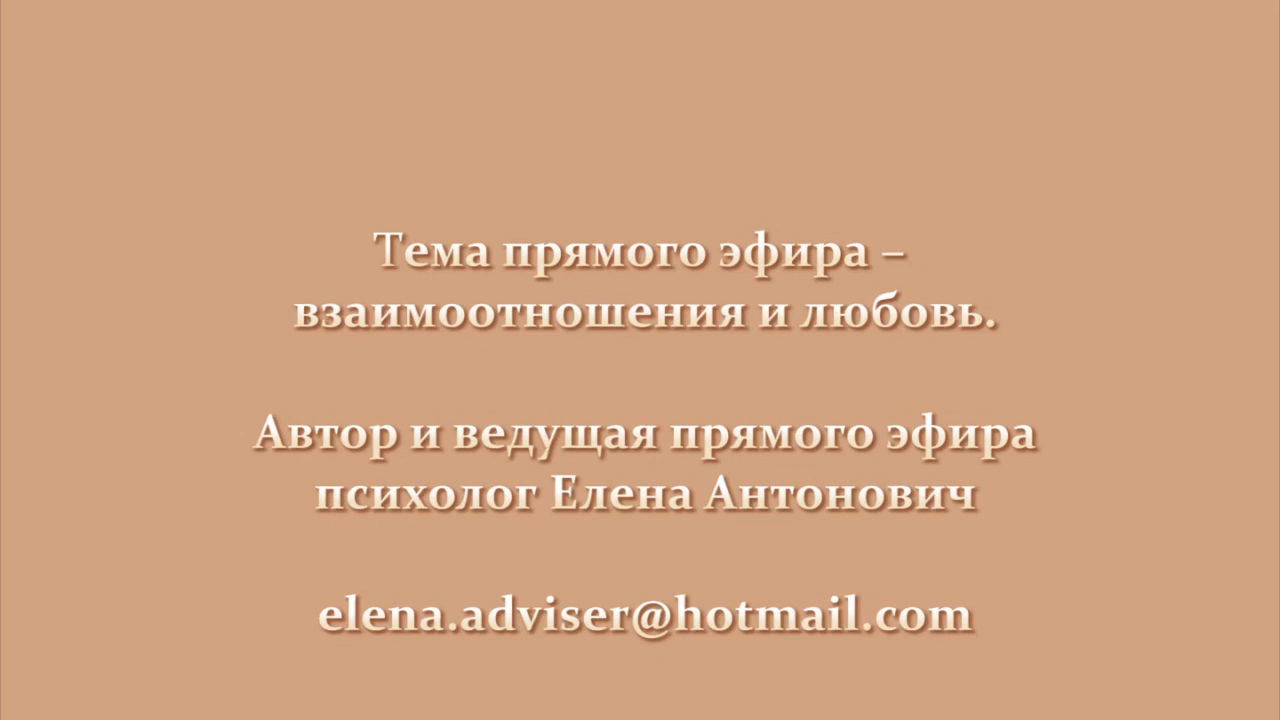 Тема прямого эфира –
взаимоотношения и любовь.
Автор и ведущая прямого эфира
психолог Елена Антонович
elena.adviser@hotmail.com